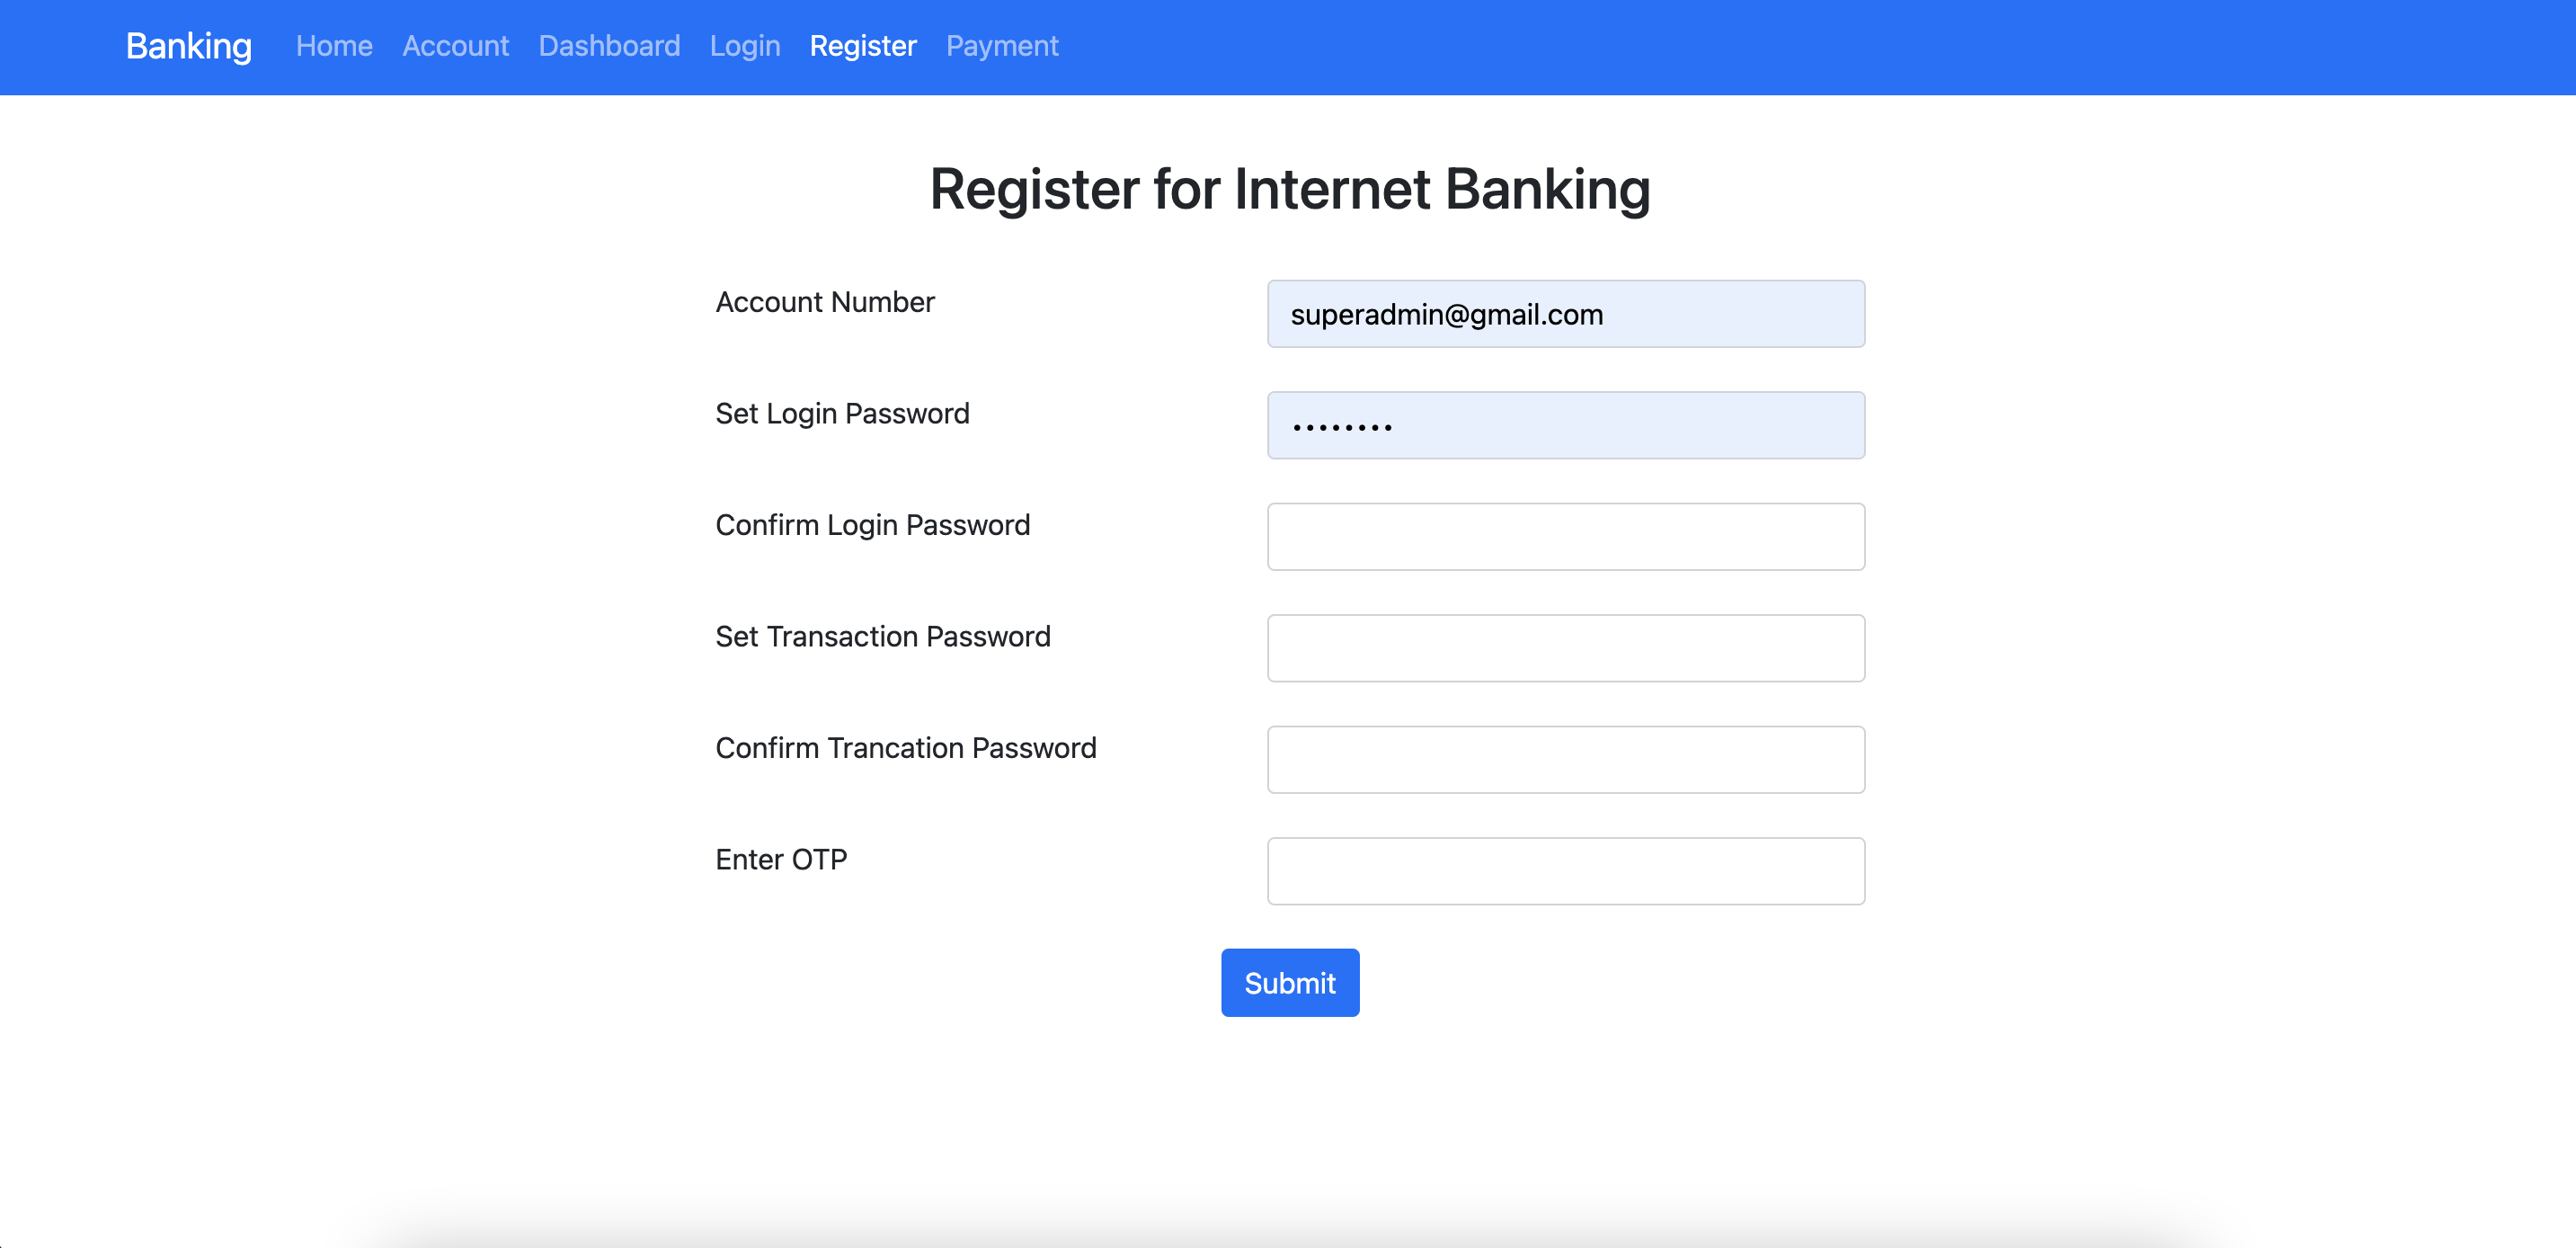 Banking Home Account Dashboard Login Register Payment
Register for Internet Banking
Account Number superadmin@gmail.com
Set Login Password ••••••••
Confirm Login Password
Set Transaction Password
Confirm Trancation Password
Enter OTP
Submit